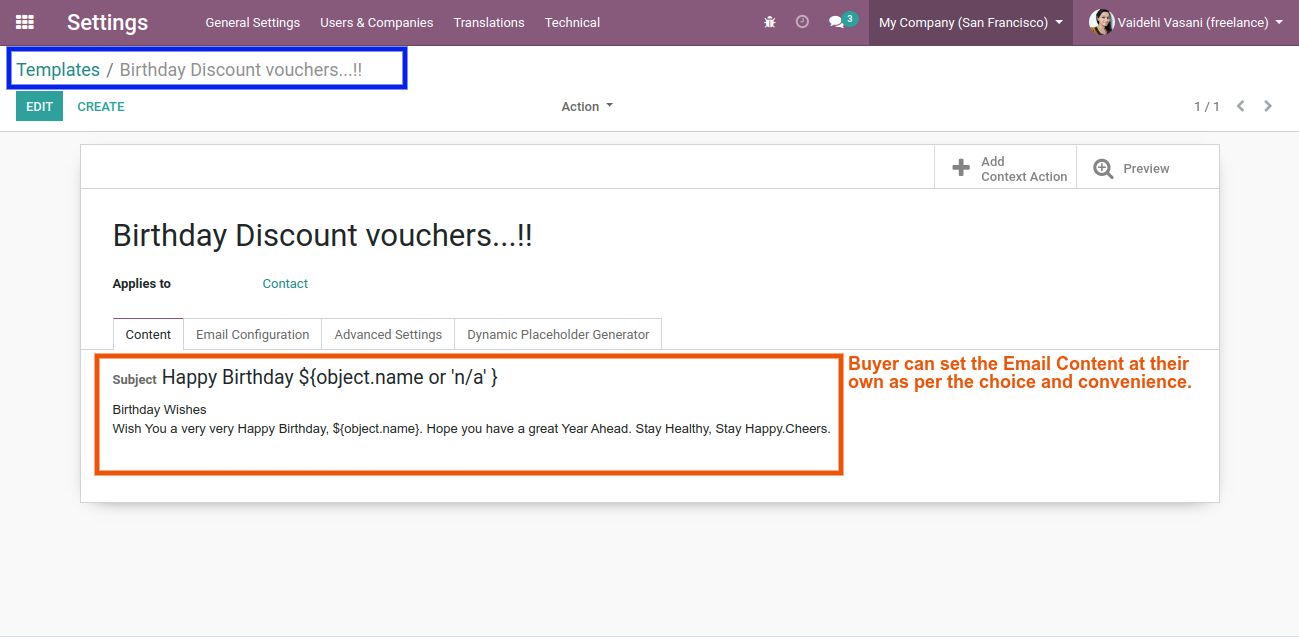 Settings General Settings Users & Companies Translations Technical 3 My Company (San Francisco) Vaidehi Vasani (freelance)
Templates / Birthday Discount vouchers...!!
EDIT CREATE Action 1 / 1
Add
Context Action
Preview
Birthday Discount vouchers...!!
Applies to Contact
Content Email Configuration Advanced Settings Dynamic Placeholder Generator
Subject Happy Birthday ${object.name or 'n/a' }
Birthday Wishes
Wish You a very very Happy Birthday, ${object.name}. Hope you have a great Year Ahead. Stay Healthy, Stay Happy.Cheers.
Buyer can set the Email Content at their
own as per the choice and convenience.